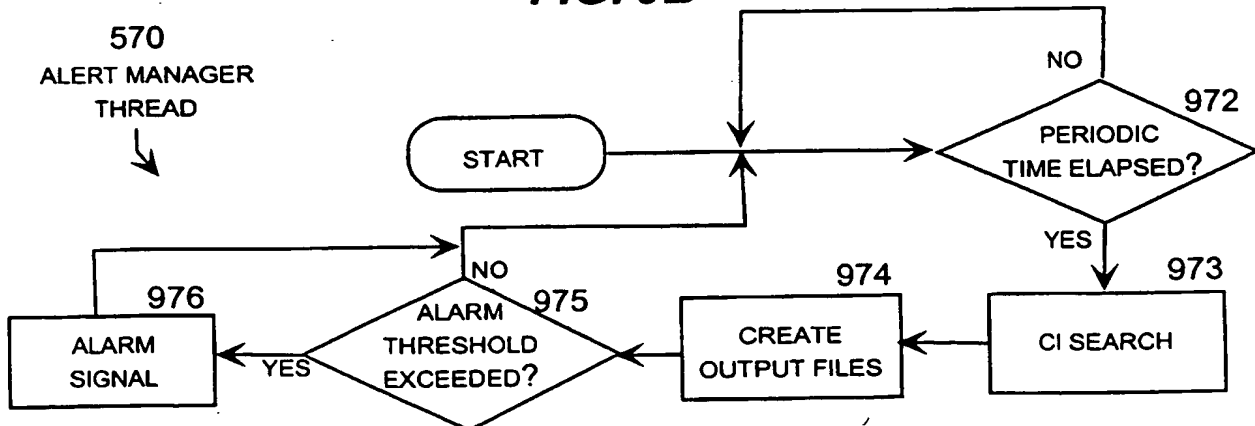 570
ALERT MANAGER
THREAD
START
NO
972
PERIODIC
TIME ELAPSED?
YES
973
CI SEARCH
974
CREATE
OUTPUT FILES
975
NO
ALARM
THRESHOLD
EXCEEDED?
YES
976
ALARM
SIGNAL